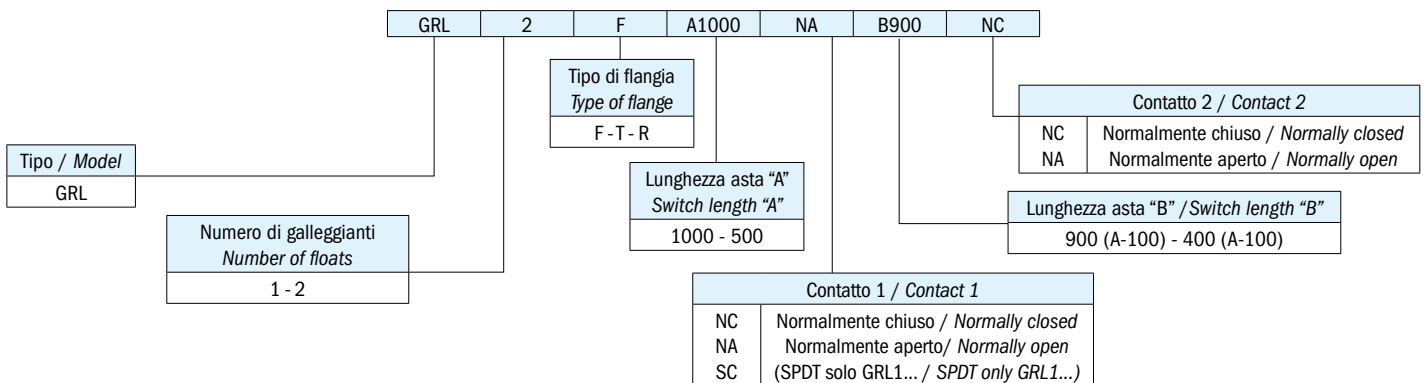 GRL 2 F A1000 NA B900 NC
Tipo di flangia
Type of flange
F - T - R
Contatto 2 / Contact 2
NC Normalmente chiuso / Normally closed
NA Normalmente aperto / Normally open
Tipo / Model
GRL
Lunghezza asta “A”
Switch length “A”
1000 - 500
Lunghezza asta “B” / Switch length “B”
900 (A-100) - 400 (A-100)
Numero di galleggianti
Number of floats
1 - 2
Contatto 1 / Contact 1
NC Normalmente chiuso / Normally closed
NA Normalmente aperto/ Normally open
SC (SPDT solo GRL1... / SPDT only GRL1...)